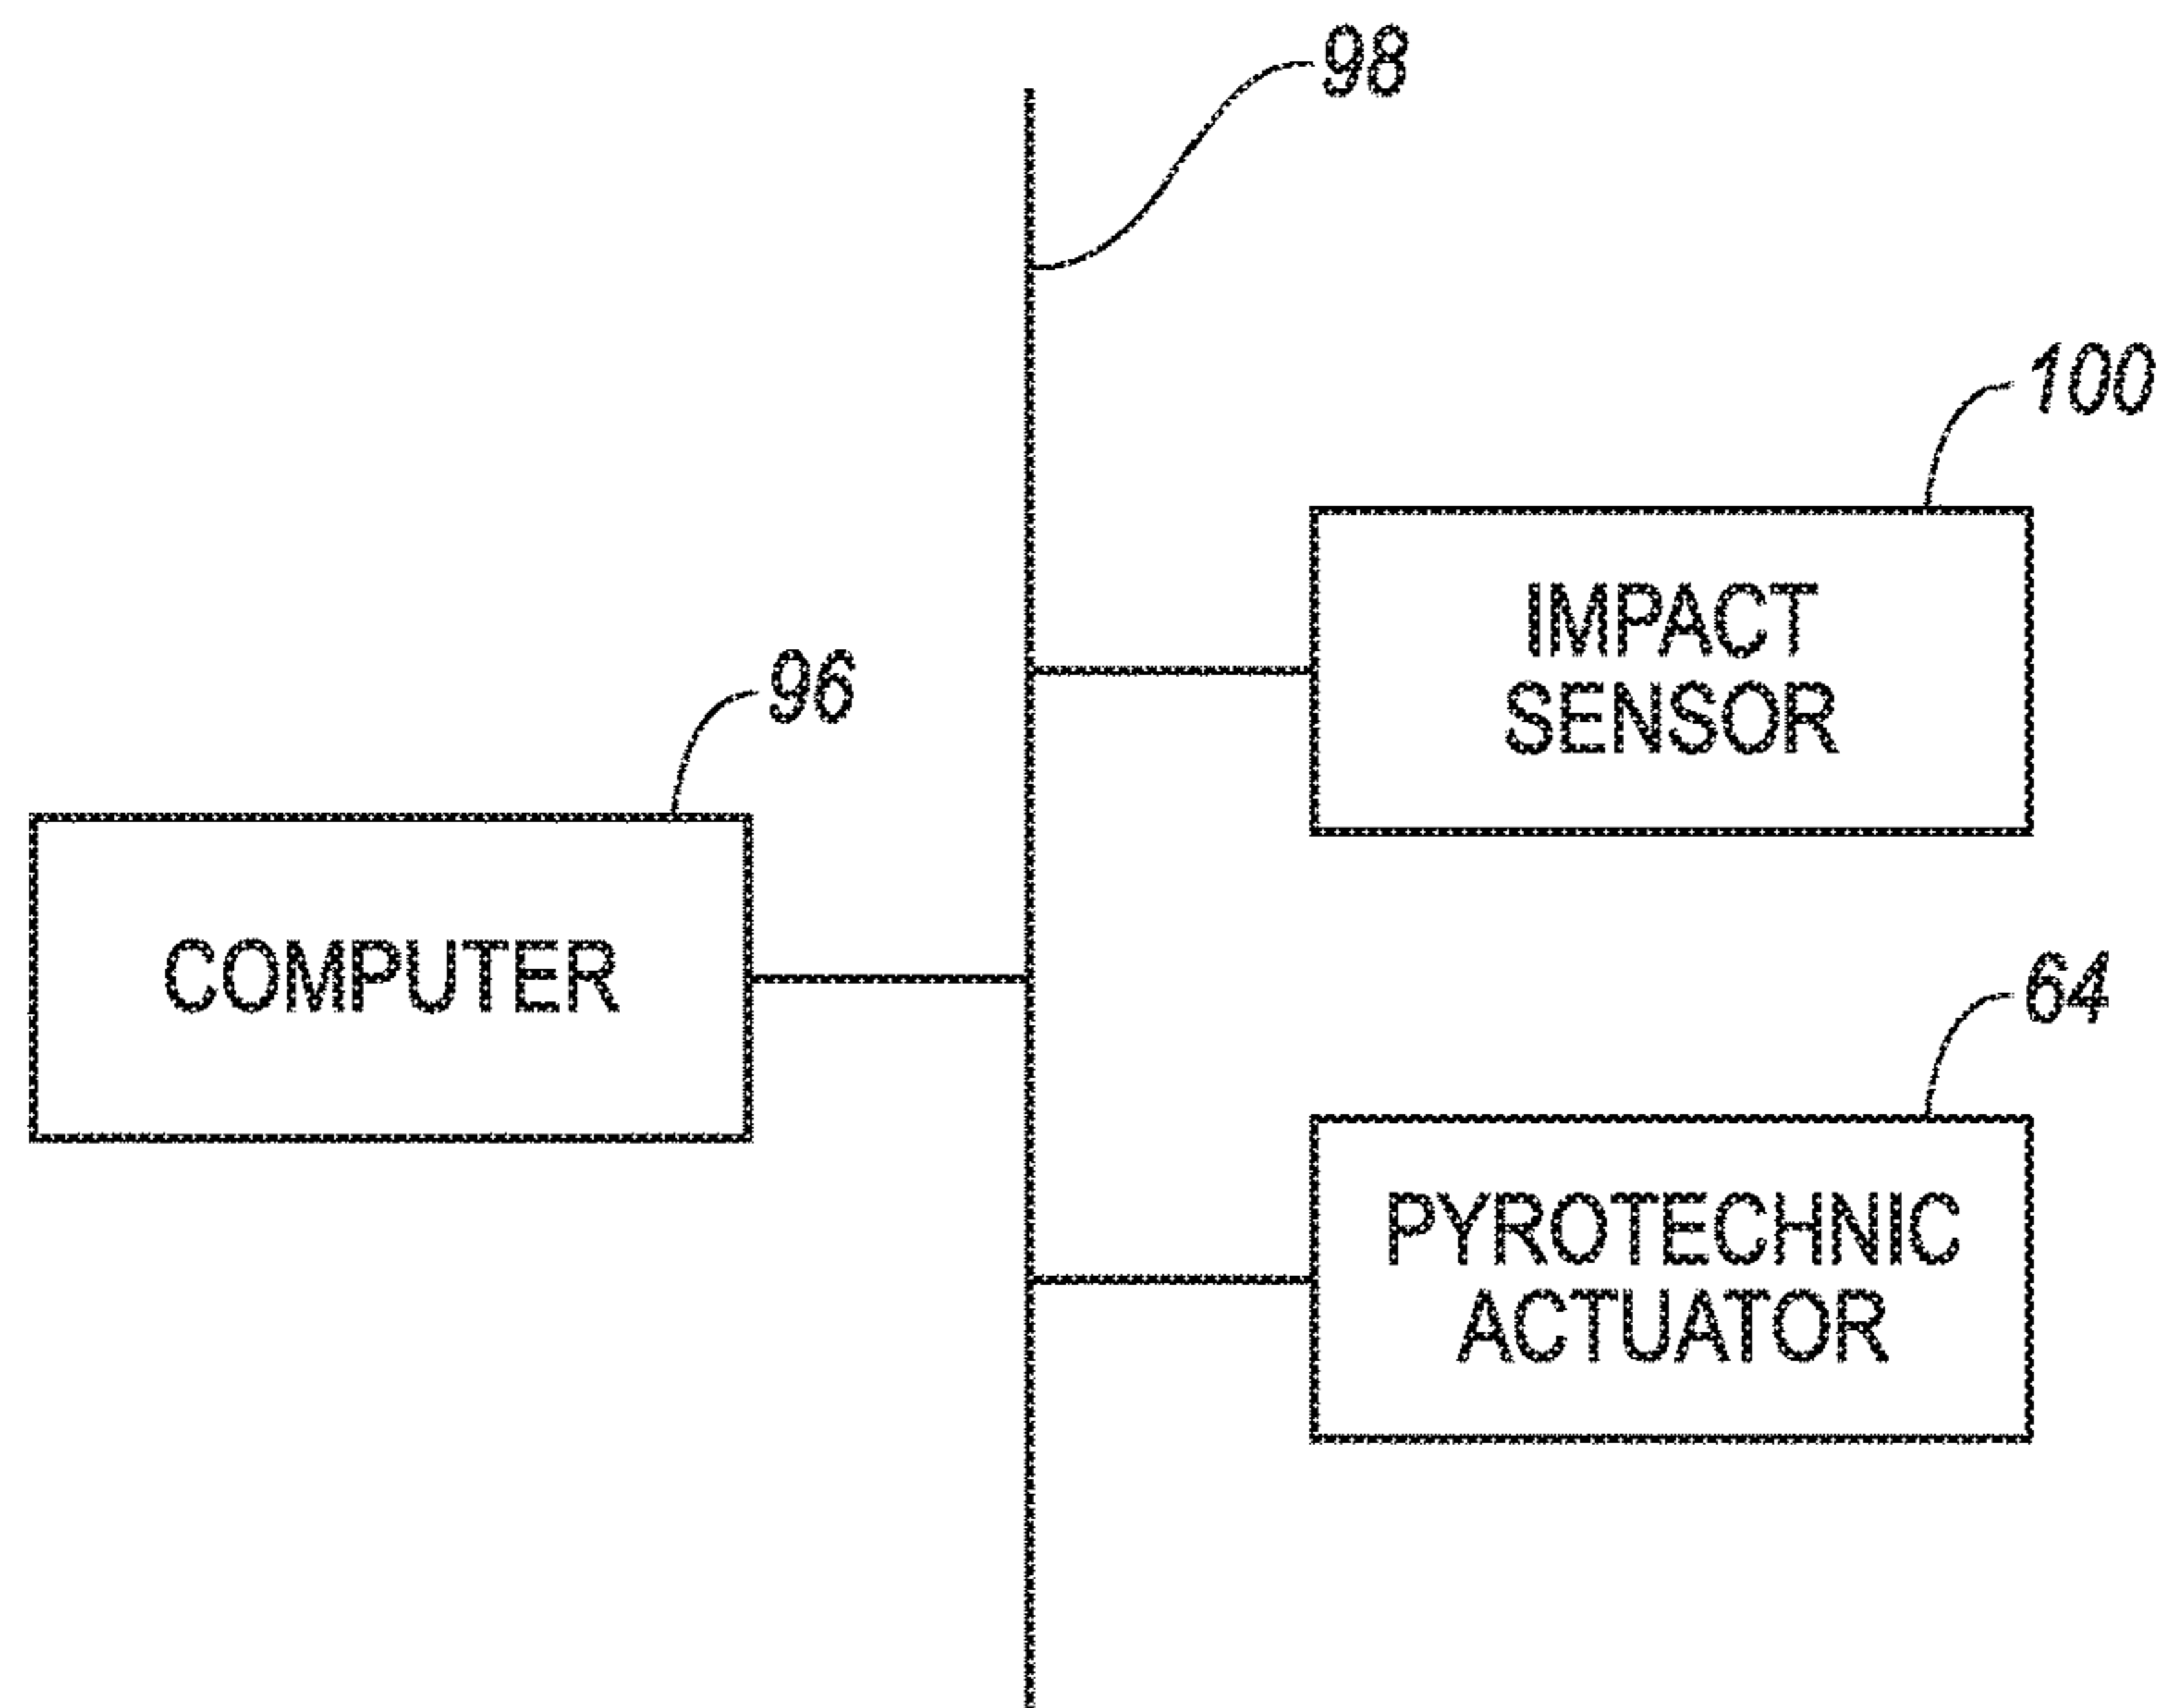 98
100
IMPACT
SENSOR
96
COMPUTER
64
PYROTECHNIC
ACTUATOR